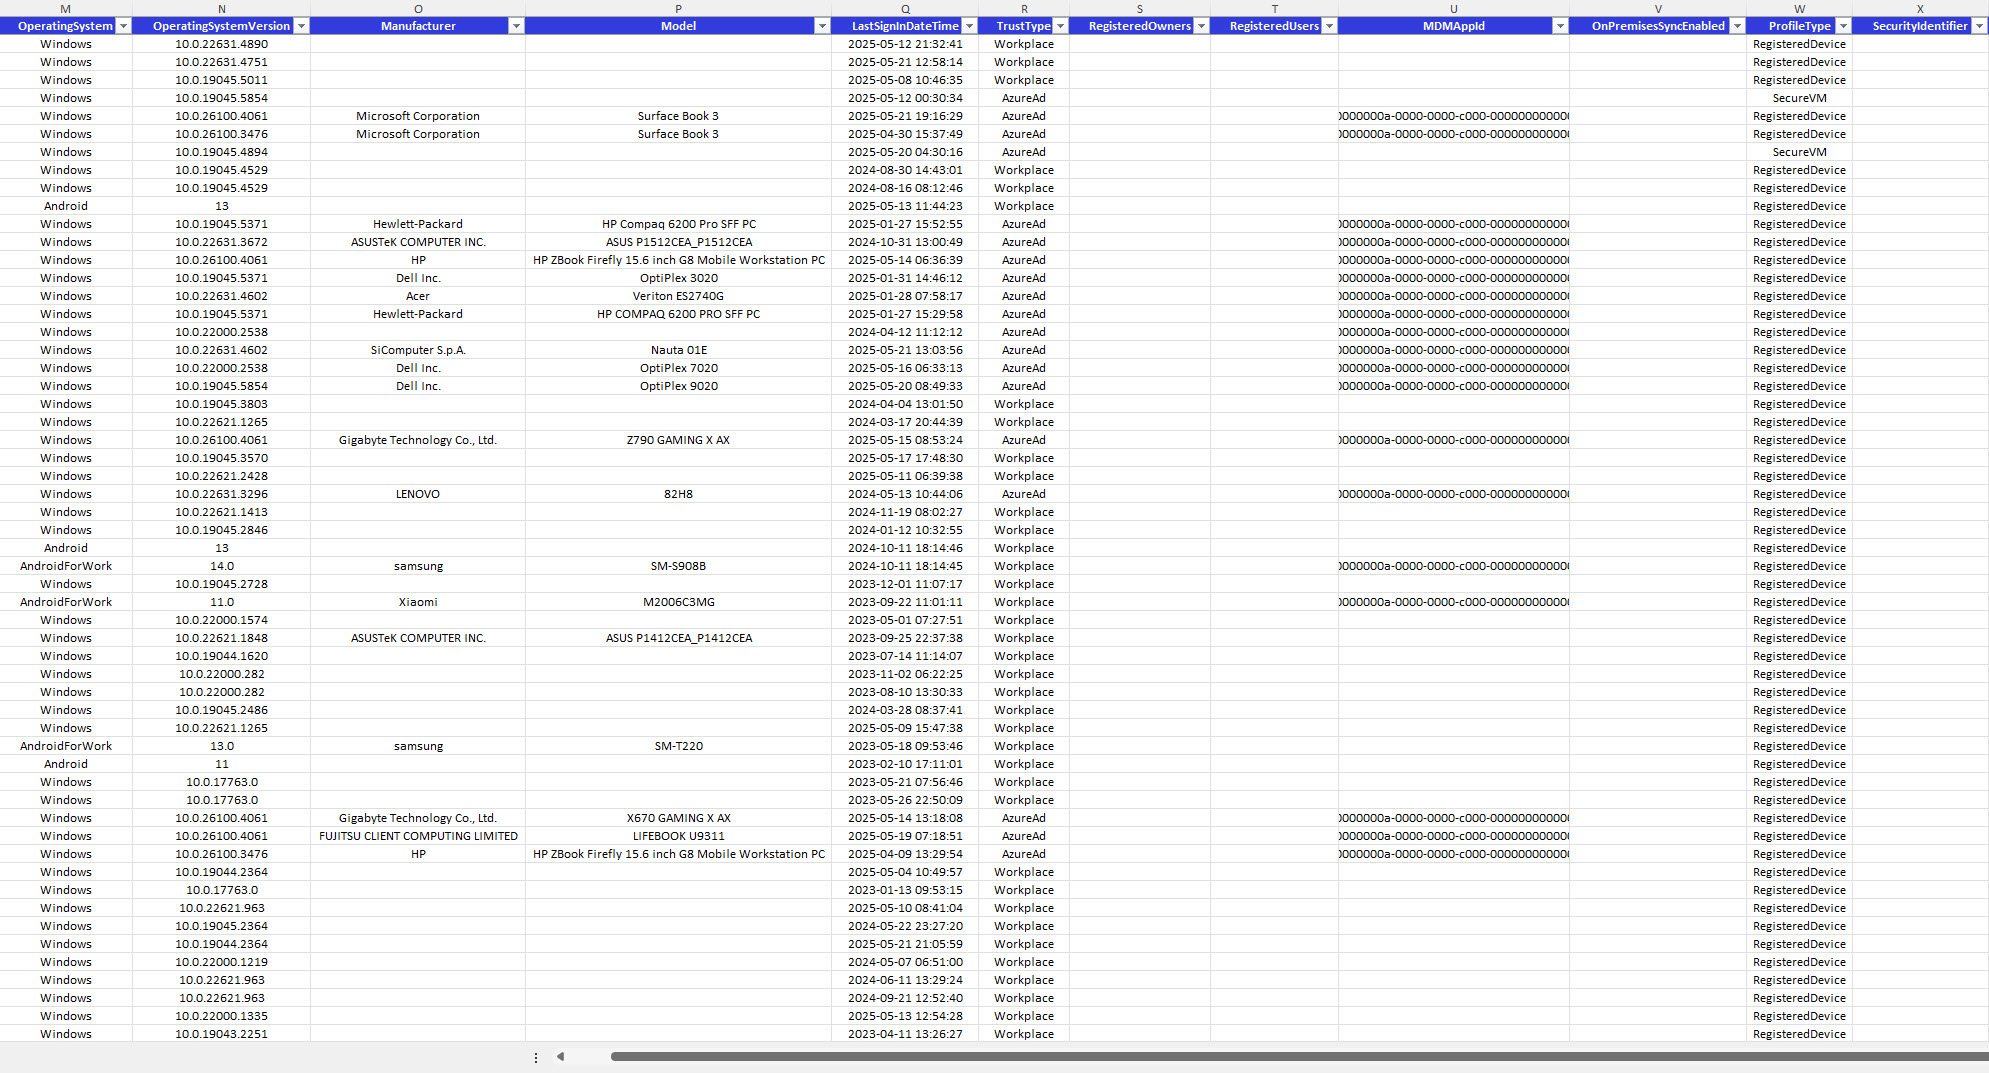 M N O P Q R S T U V W X
OperatingSystem OperatingSystemVersion Manufacturer Model LastSignInDateTime TrustType RegisteredOwners RegisteredUsers MDMAppId OnPremisesSyncEnabled ProfileType SecurityIdentifier
Windows 10.0.22631.4890 2025-05-12 21:32:41 Workplace RegisteredDevice
Windows 10.0.22631.4751 2025-05-21 12:58:14 Workplace RegisteredDevice
Windows 10.0.19045.5011 2025-05-08 10:46:35 Workplace RegisteredDevice
Windows 10.0.19045.5854 2025-05-12 00:30:34 AzureAd SecureVM
Windows 10.0.26100.4061 Microsoft Corporation Surface Book 3 2025-05-21 19:16:29 AzureAd 0000000a-0000-0000-c000-000000000000 RegisteredDevice
Windows 10.0.26100.3476 Microsoft Corporation Surface Book 3 2025-04-30 15:37:49 AzureAd 0000000a-0000-0000-c000-000000000000 RegisteredDevice
Windows 10.0.19045.4894 2025-05-20 04:30:16 AzureAd SecureVM
Windows 10.0.19045.4529 2024-08-30 14:43:01 Workplace RegisteredDevice
Windows 10.0.19045.4529 2024-08-16 08:12:46 Workplace RegisteredDevice
Android 13 2025-05-13 11:44:23 Workplace RegisteredDevice
Windows 10.0.19045.5371 Hewlett-Packard HP Compaq 6200 Pro SFF PC 2025-01-27 15:52:55 AzureAd 0000000a-0000-0000-c000-000000000000 RegisteredDevice
Windows 10.0.22631.3672 ASUSTeK COMPUTER INC. ASUS P1512CEA_P1512CEA 2024-10-31 13:00:49 AzureAd 0000000a-0000-0000-c000-000000000000 RegisteredDevice
Windows 10.0.26100.4061 HP HP ZBook Firefly 15.6 inch G8 Mobile Workstation PC 2025-05-14 06:36:39 AzureAd 0000000a-0000-0000-c000-000000000000 RegisteredDevice
Windows 10.0.19045.5371 Dell Inc. OptiPlex 3020 2025-01-31 14:46:12 AzureAd 0000000a-0000-0000-c000-000000000000 RegisteredDevice
Windows 10.0.22631.4602 Acer Veriton ES2740G 2025-01-28 07:58:17 AzureAd 0000000a-0000-0000-c000-000000000000 RegisteredDevice
Windows 10.0.19045.5371 Hewlett-Packard HP COMPAQ 6200 PRO SFF PC 2025-01-27 15:29:58 AzureAd 0000000a-0000-0000-c000-000000000000 RegisteredDevice
Windows 10.0.22000.2538 2024-04-12 11:12:12 AzureAd 0000000a-0000-0000-c000-000000000000 RegisteredDevice
Windows 10.0.22631.4602 SiComputer S.p.A. Nauta 01E 2025-05-21 13:03:56 AzureAd 0000000a-0000-0000-c000-000000000000 RegisteredDevice
Windows 10.0.22000.2538 Dell Inc. OptiPlex 7020 2025-05-16 06:33:13 AzureAd 0000000a-0000-0000-c000-000000000000 RegisteredDevice
Windows 10.0.19045.5854 Dell Inc. OptiPlex 9020 2025-05-20 08:49:33 AzureAd 0000000a-0000-0000-c000-000000000000 RegisteredDevice
Windows 10.0.19045.3803 2024-04-04 13:01:50 Workplace RegisteredDevice
Windows 10.0.22621.1265 2024-03-17 20:44:39 Workplace RegisteredDevice
Windows 10.0.26100.4061 Gigabyte Technology Co., Ltd. Z790 GAMING X AX 2025-05-15 08:53:24 AzureAd 0000000a-0000-0000-c000-000000000000 RegisteredDevice
Windows 10.0.19045.3570 2025-05-17 17:48:30 Workplace RegisteredDevice
Windows 10.0.22621.2428 2025-05-11 06:39:38 Workplace RegisteredDevice
Windows 10.0.22631.3296 LENOVO 82H8 2024-05-13 10:44:06 AzureAd 0000000a-0000-0000-c000-000000000000 RegisteredDevice
Windows 10.0.22621.1413 2024-11-19 08:02:27 Workplace RegisteredDevice
Windows 10.0.19045.2846 2024-01-12 10:32:55 Workplace RegisteredDevice
Android 13 2024-10-11 18:14:46 Workplace RegisteredDevice
AndroidForWork 14.0 samsung SM-S908B 2024-10-11 18:14:45 Workplace 0000000a-0000-0000-c000-000000000000 RegisteredDevice
Windows 10.0.19045.2728 2023-12-01 11:07:17 Workplace RegisteredDevice
AndroidForWork 11.0 Xiaomi M2006C3MG 2023-09-22 11:01:11 Workplace 0000000a-0000-0000-c000-000000000000 RegisteredDevice
Windows 10.0.22000.1574 2023-05-01 07:27:51 Workplace RegisteredDevice
Windows 10.0.22621.1848 ASUSTeK COMPUTER INC. ASUS P1412CEA_P1412CEA 2023-09-25 22:37:38 Workplace RegisteredDevice
Windows 10.0.19044.1620 2023-07-14 11:14:07 Workplace RegisteredDevice
Windows 10.0.22000.282 2023-11-02 06:22:25 Workplace RegisteredDevice
Windows 10.0.22000.282 2023-08-10 13:30:33 Workplace RegisteredDevice
Windows 10.0.19045.2486 2024-03-28 08:37:41 Workplace RegisteredDevice
Windows 10.0.22621.1265 2025-05-09 15:47:38 Workplace RegisteredDevice
AndroidForWork 13.0 samsung SM-T220 2023-05-18 09:53:46 Workplace RegisteredDevice
Android 11 2023-02-10 17:11:01 Workplace RegisteredDevice
Windows 10.0.17763.0 2023-05-21 07:56:46 Workplace RegisteredDevice
Windows 10.0.17763.0 2023-05-26 22:50:09 Workplace RegisteredDevice
Windows 10.0.26100.4061 Gigabyte Technology Co., Ltd. X670 GAMING X AX 2025-05-14 13:18:08 AzureAd 0000000a-0000-0000-c000-000000000000 RegisteredDevice
Windows 10.0.26100.4061 FUJITSU CLIENT COMPUTING LIMITED LIFEBOOK U9311 2025-05-19 07:18:51 AzureAd 0000000a-0000-0000-c000-000000000000 RegisteredDevice
Windows 10.0.26100.3476 HP HP ZBook Firefly 15.6 inch G8 Mobile Workstation PC 2025-04-09 13:29:54 AzureAd 0000000a-0000-0000-c000-000000000000 RegisteredDevice
Windows 10.0.19044.2364 2025-05-04 10:49:57 Workplace RegisteredDevice
Windows 10.0.17763.0 2023-01-13 09:53:15 Workplace RegisteredDevice
Windows 10.0.22621.963 2025-05-10 08:41:04 Workplace RegisteredDevice
Windows 10.0.19045.2364 2024-05-22 23:27:20 Workplace RegisteredDevice
Windows 10.0.19044.2364 2025-05-21 21:05:59 Workplace RegisteredDevice
Windows 10.0.22000.1219 2024-05-07 06:51:00 Workplace RegisteredDevice
Windows 10.0.22621.963 2024-06-11 13:29:24 Workplace RegisteredDevice
Windows 10.0.22621.963 2024-09-21 12:52:40 Workplace RegisteredDevice
Windows 10.0.22000.1335 2025-05-13 12:54:28 Workplace RegisteredDevice
Windows 10.0.19043.2251 2023-04-11 13:26:27 Workplace RegisteredDevice